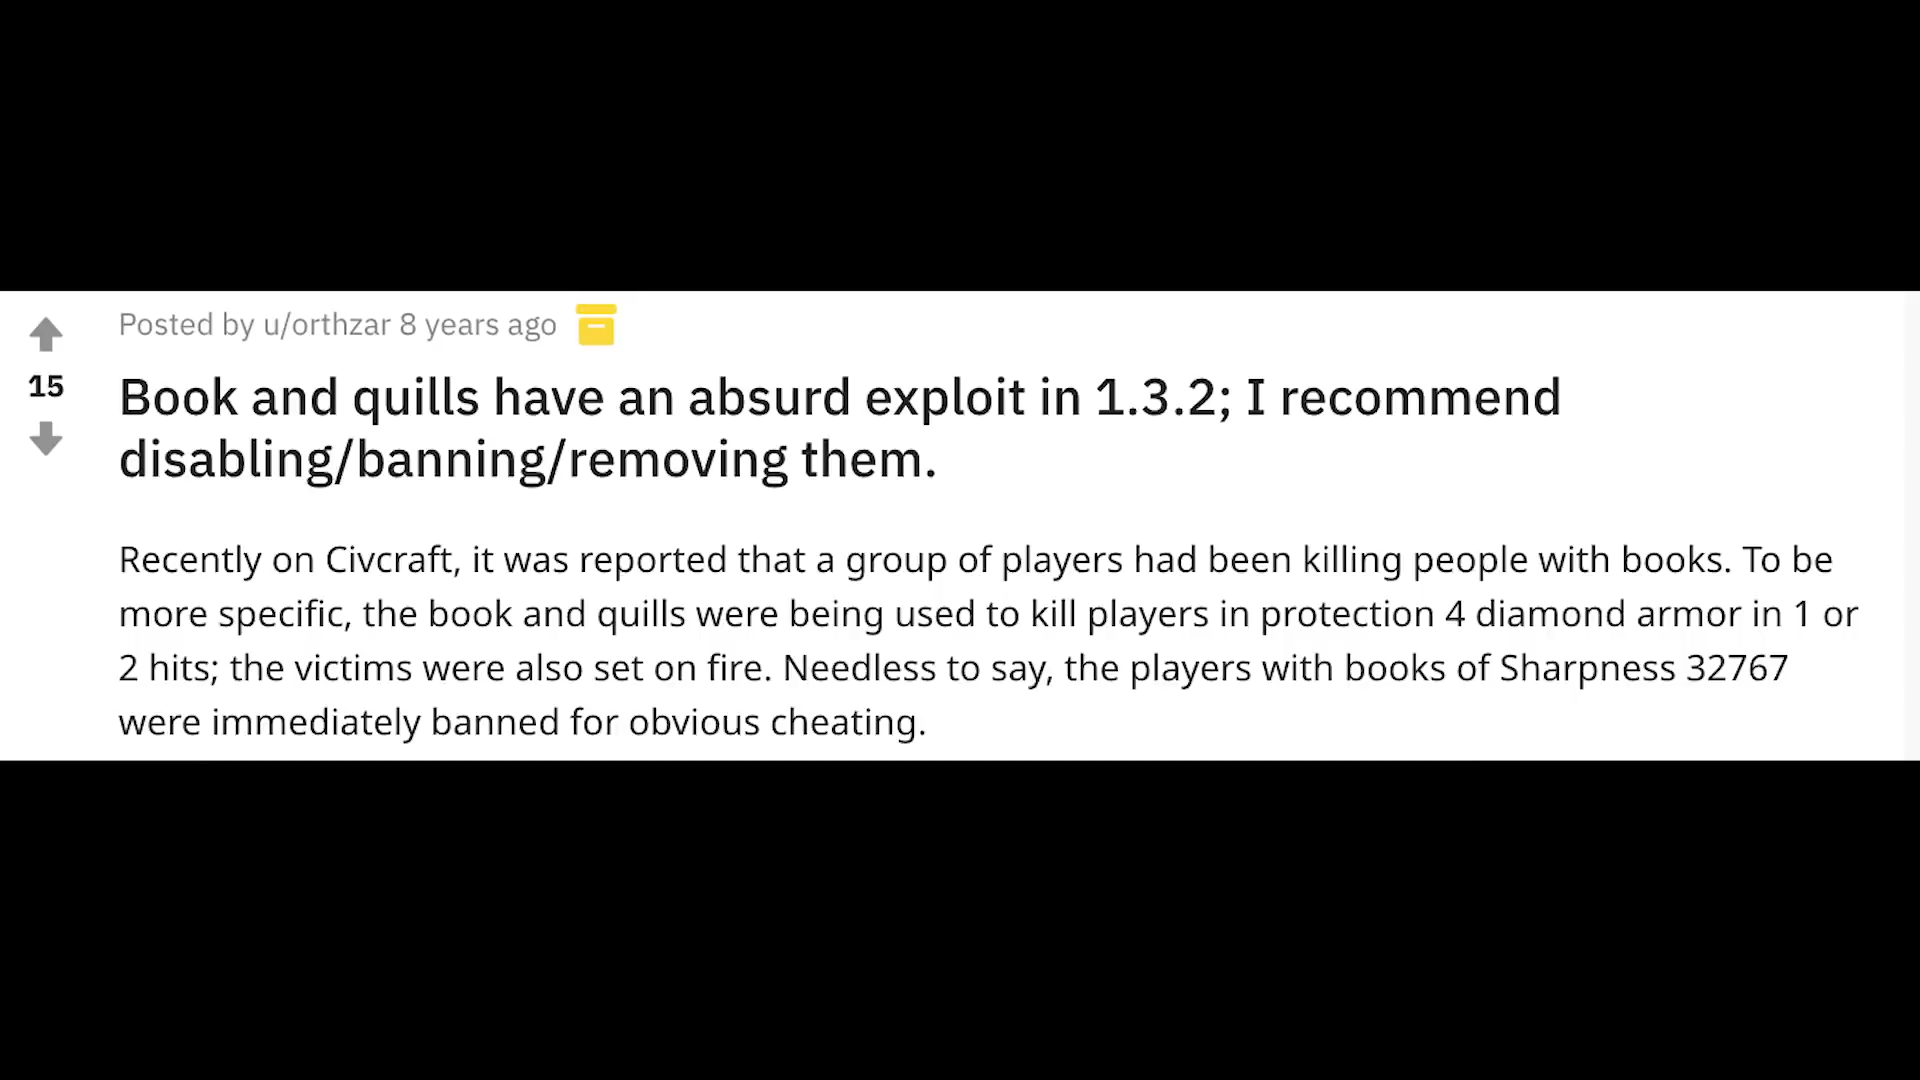 Posted by u/orthzar 8 years ago
15
Book and quills have an absurd exploit in 1.3.2; I recommend
disabling/banning/removing them.
Recently on Civcraft, it was reported that a group of players had been killing people with books. To be
more specific, the book and quills were being used to kill players in protection 4 diamond armor in 1 or
2 hits; the victims were also set on fire. Needless to say, the players with books of Sharpness 32767
were immediately banned for obvious cheating.